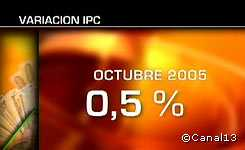 VARIACION IPC
OCTUBRE 2005
0,5 %
©Canal13